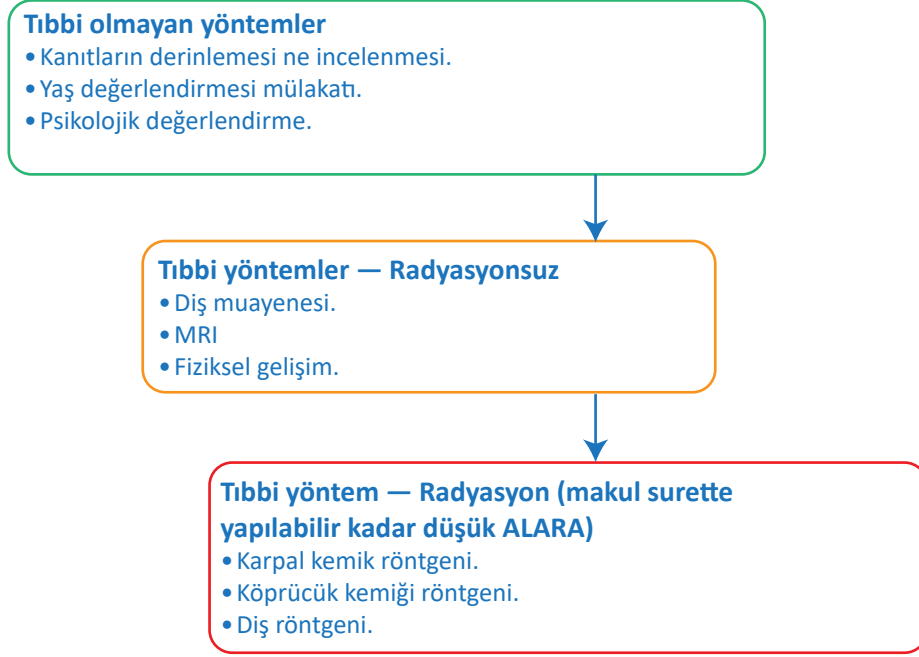 Tıbbi olmayan yöntemler
• Kanıtların derinlemesi ne incelenmesi.
• Yaş değerlendirmesi mülakatı.
• Psikolojik değerlendirme.
Tıbbi yöntemler — Radyasyonsuz
• Diş muayenesi.
• MRI
• Fiziksel gelişim.
Tıbbi yöntem — Radyasyon (makul surette
yapılabilir kadar düşük ALARA)
• Karpal kemik röntgeni.
• Köprücük kemiği röntgeni.
• Diş röntgeni.